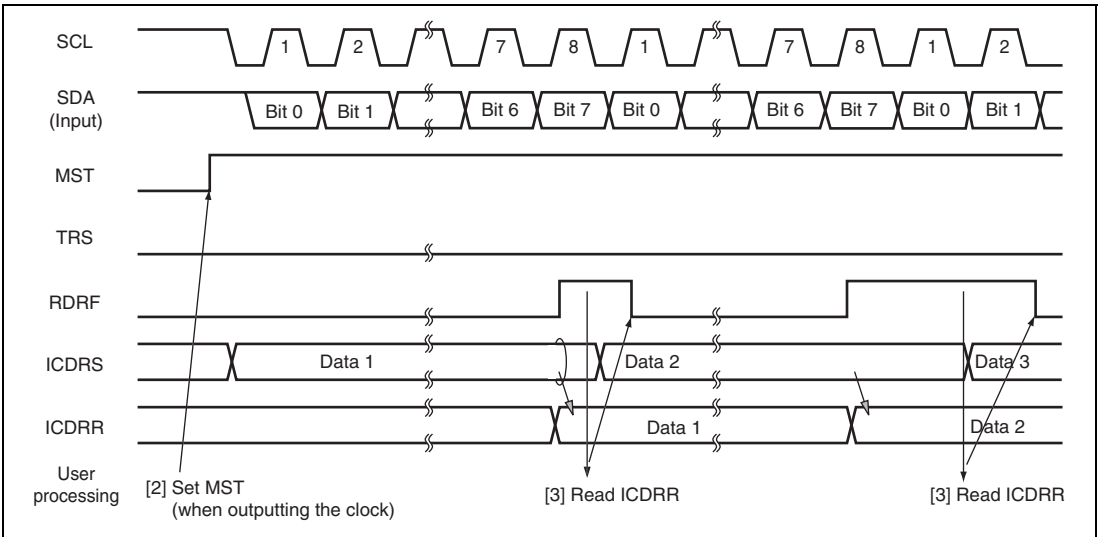 SCL 1 2 7 8 1 7 8 1 2
SDA
(Input) Bit 0 Bit 1 Bit 6 Bit 7 Bit 0 Bit 6 Bit 7 Bit 0 Bit 1
MST
TRS
RDRF
ICDRS Data 1 Data 2 Data 3
ICDRR Data 1 Data 2
User
processing
[2] Set MST
(when outputting the clock)
[3] Read ICDRR
[3] Read ICDRR